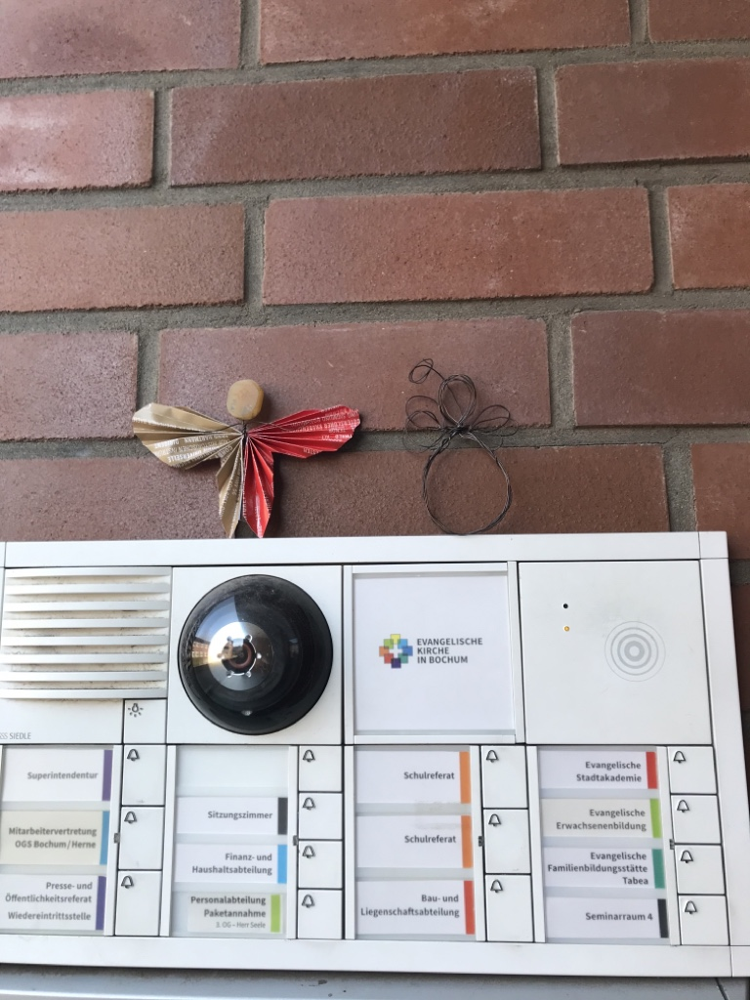 EVANGELISCHE
KIRCHE
IN BOCHUM
SIEDLE
Superintendentur
Mitarbeitervertretung
OGS Bochum/Herne
Presse- und
Öffentlichkeitsreferat
Wiedereintrittsstelle
Sitzungszimmer
Finanz- und
Haushaltsabteilung
Personalabteilung
Paketannahme
3. OG – Herr Seele
Schulreferat
Schulreferat
Bau- und
Liegenschaftsabteilung
Evangelische
Stadtakademie
Evangelische
Erwachsenenbildung
Evangelische
Familienbildungsstätte
Tabea
Seminarraum 4